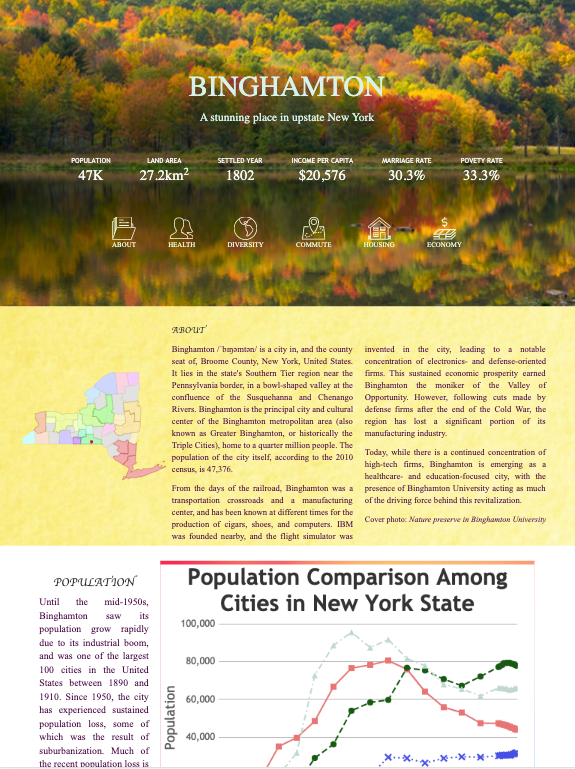 BINGHAMTON
A stunning place in upstate New York
POPULATION
47K
LAND AREA
27.2km²
SETTLED YEAR
1802
INCOME PER CAPITA
$20,576
MARRIAGE RATE
30.3%
POVETY RATE
33.3%
ABOUT
HEALTH
DIVERSITY
COMMUTE
HOUSING
ECONOMY
ABOUT
Binghamton /ˈbɪŋəmtən/ is a city in, and the county
seat of, Broome County, New York, United States.
It lies in the state's Southern Tier region near the
Pennsylvania border, in a bowl-shaped valley at the
confluence of the Susquehanna and Chenango
Rivers. Binghamton is the principal city and cultural
center of the Binghamton metropolitan area (also
known as Greater Binghamton, or historically the
Triple Cities), home to a quarter million people. The
population of the city itself, according to the 2010
census, is 47,376.
From the days of the railroad, Binghamton was a
transportation crossroads and a manufacturing
center, and has been known at different times for the
production of cigars, shoes, and computers. IBM
was founded nearby, and the flight simulator was
invented in the city, leading to a notable
concentration of electronics- and defense-oriented
firms. This sustained economic prosperity earned
Binghamton the moniker of the Valley of
Opportunity. However, following cuts made by
defense firms after the end of the Cold War, the
region has lost a significant portion of its
manufacturing industry.
Today, while there is a continued concentration of
high-tech firms, Binghamton is emerging as a
healthcare- and education-focused city, with the
presence of Binghamton University acting as much
of the driving force behind this revitalization.
Cover photo: Nature preserve in Binghamton University
POPULATION
Until the mid-1950s,
Binghamton saw its
population grow rapidly
due to its industrial boom,
and was one of the largest
100 cities in the United
States between 1890 and
1910. Since 1950, the city
has experienced sustained
population loss, some of
which was the result of
suburbanization. Much of
the recent population loss is
Population Comparison Among
Cities in New York State
100,000
80,000
60,000
40,000
Population